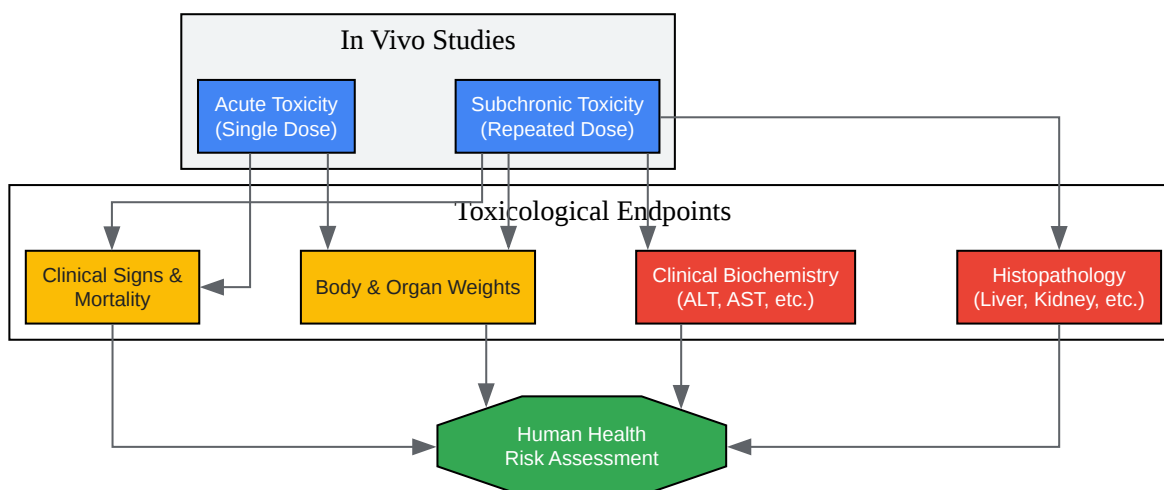 In Vivo Studies
Acute Toxicity
(Single Dose)
Subchronic Toxicity
(Repeated Dose)
Toxicological Endpoints
Clinical Signs &
Mortality
Body & Organ Weights
Clinical Biochemistry
(ALT, AST, etc.)
Histopathology
(Liver, Kidney, etc.)
Human Health
Risk Assessment